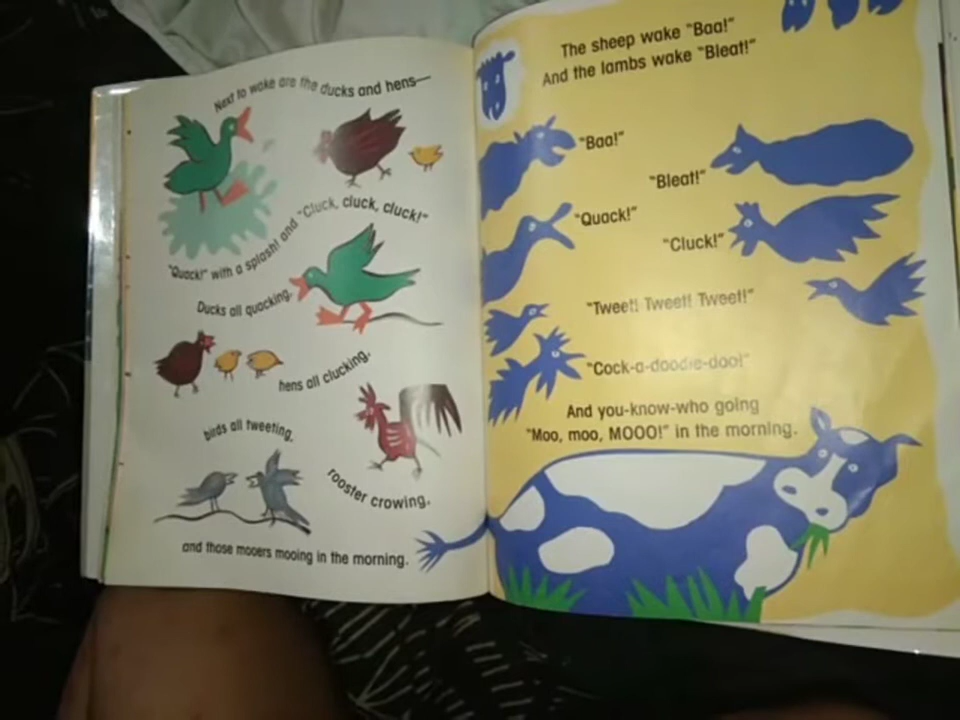 Next to wake are the ducks and hens—
"Quack!" with a splash! and "Cluck, cluck, cluck!"
Ducks all quacking,
hens all clucking,
birds all tweeting,
rooster crowing,
and those mooers mooing in the morning.
The sheep wake "Baa!"
And the lambs wake "Bleat!"
"Baa!"
"Bleat!"
"Quack!"
"Cluck!"
"Tweet! Tweet! Tweet!"
"Cock-a-doodle-doo!"
And you-know-who going
"Moo, moo, MOOO!" in the morning.